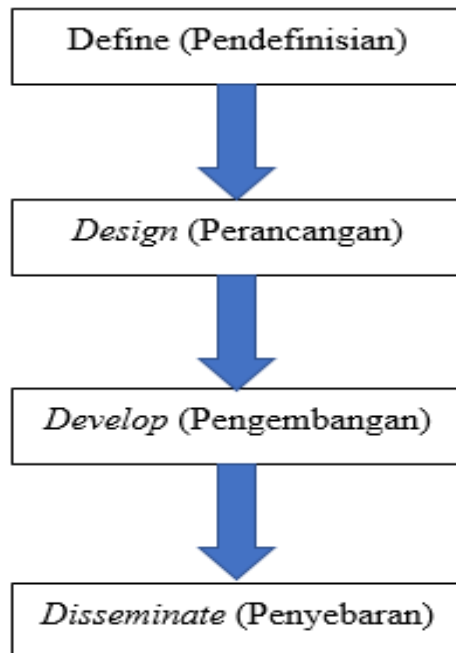 Define (Pendefinisian)
Design (Perancangan)
Develop (Pengembangan)
Disseminate (Penyebaran)